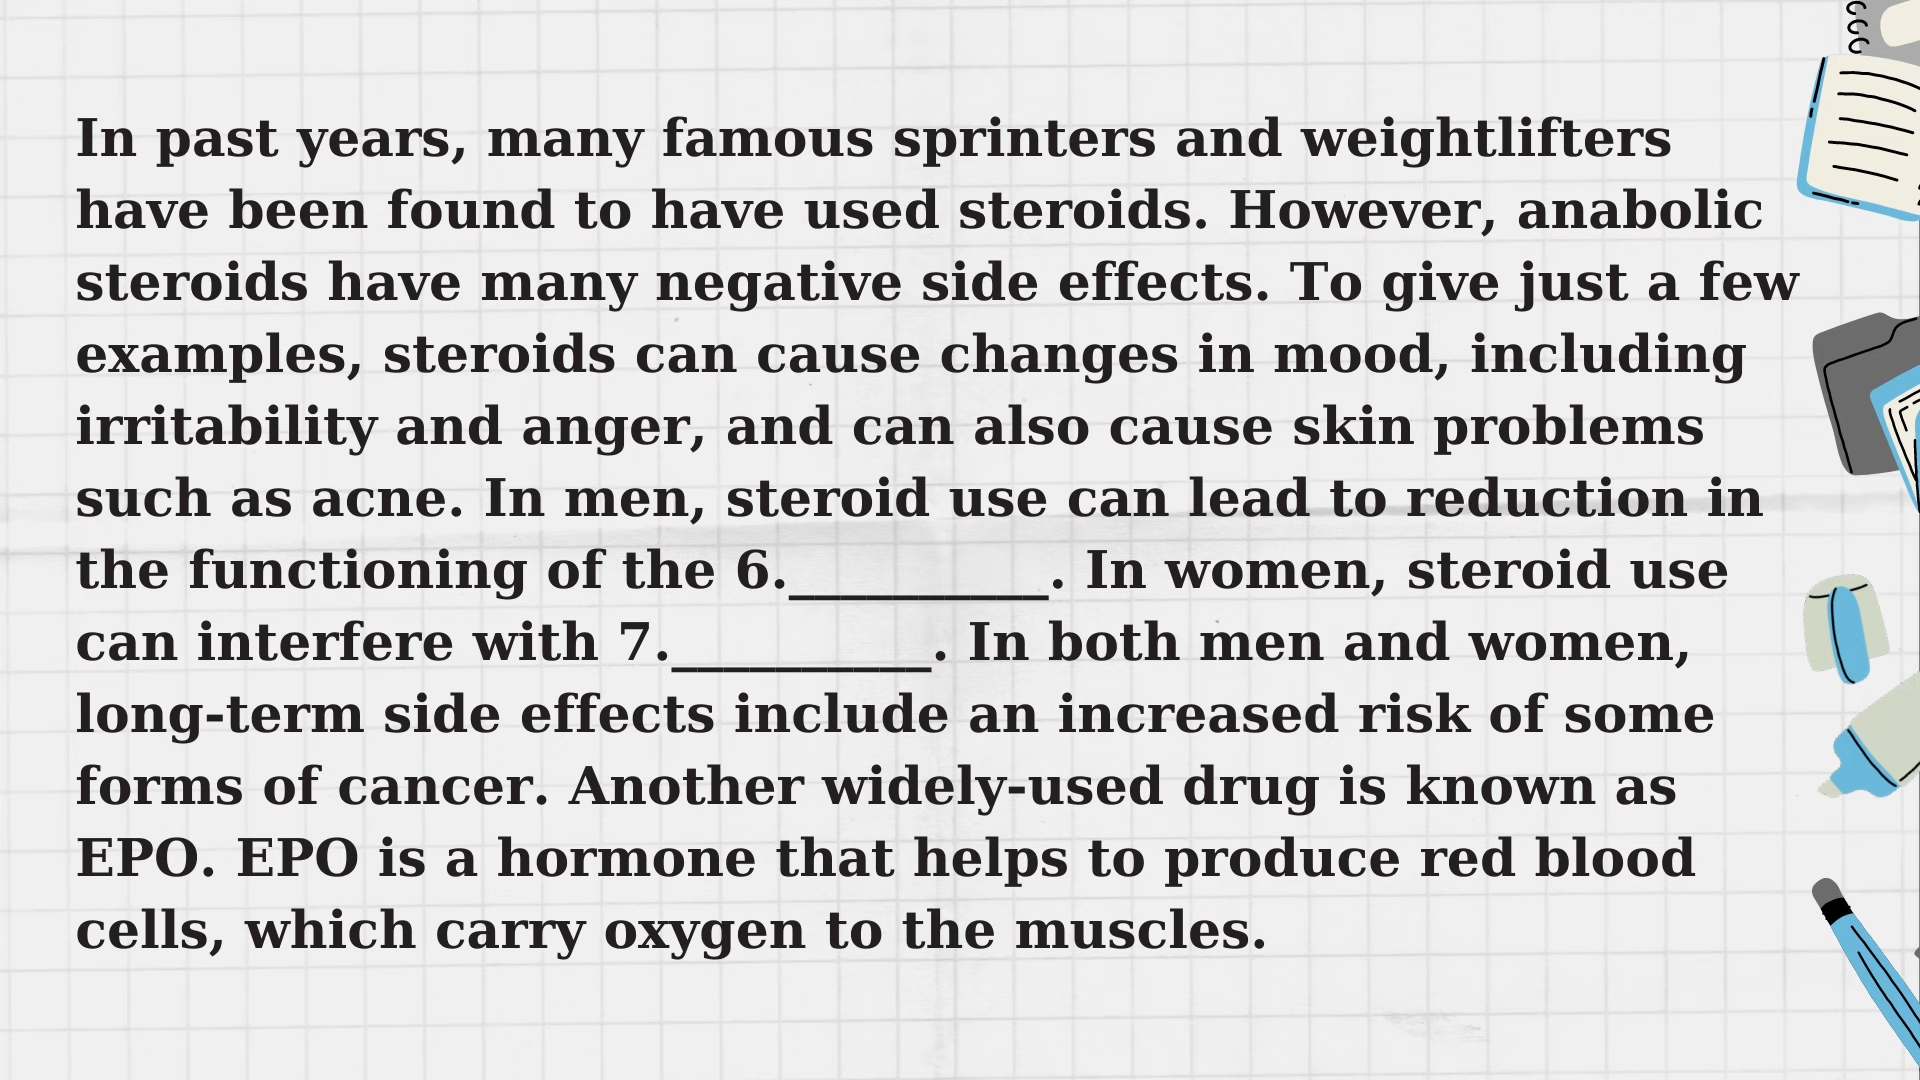 In past years, many famous sprinters and weightlifters
have been found to have used steroids. However, anabolic
steroids have many negative side effects. To give just a few
examples, steroids can cause changes in mood, including
irritability and anger, and can also cause skin problems
such as acne. In men, steroid use can lead to reduction in
the functioning of the 6.__________. In women, steroid use
can interfere with 7.__________. In both men and women,
long-term side effects include an increased risk of some
forms of cancer. Another widely-used drug is known as
EPO. EPO is a hormone that helps to produce red blood
cells, which carry oxygen to the muscles.